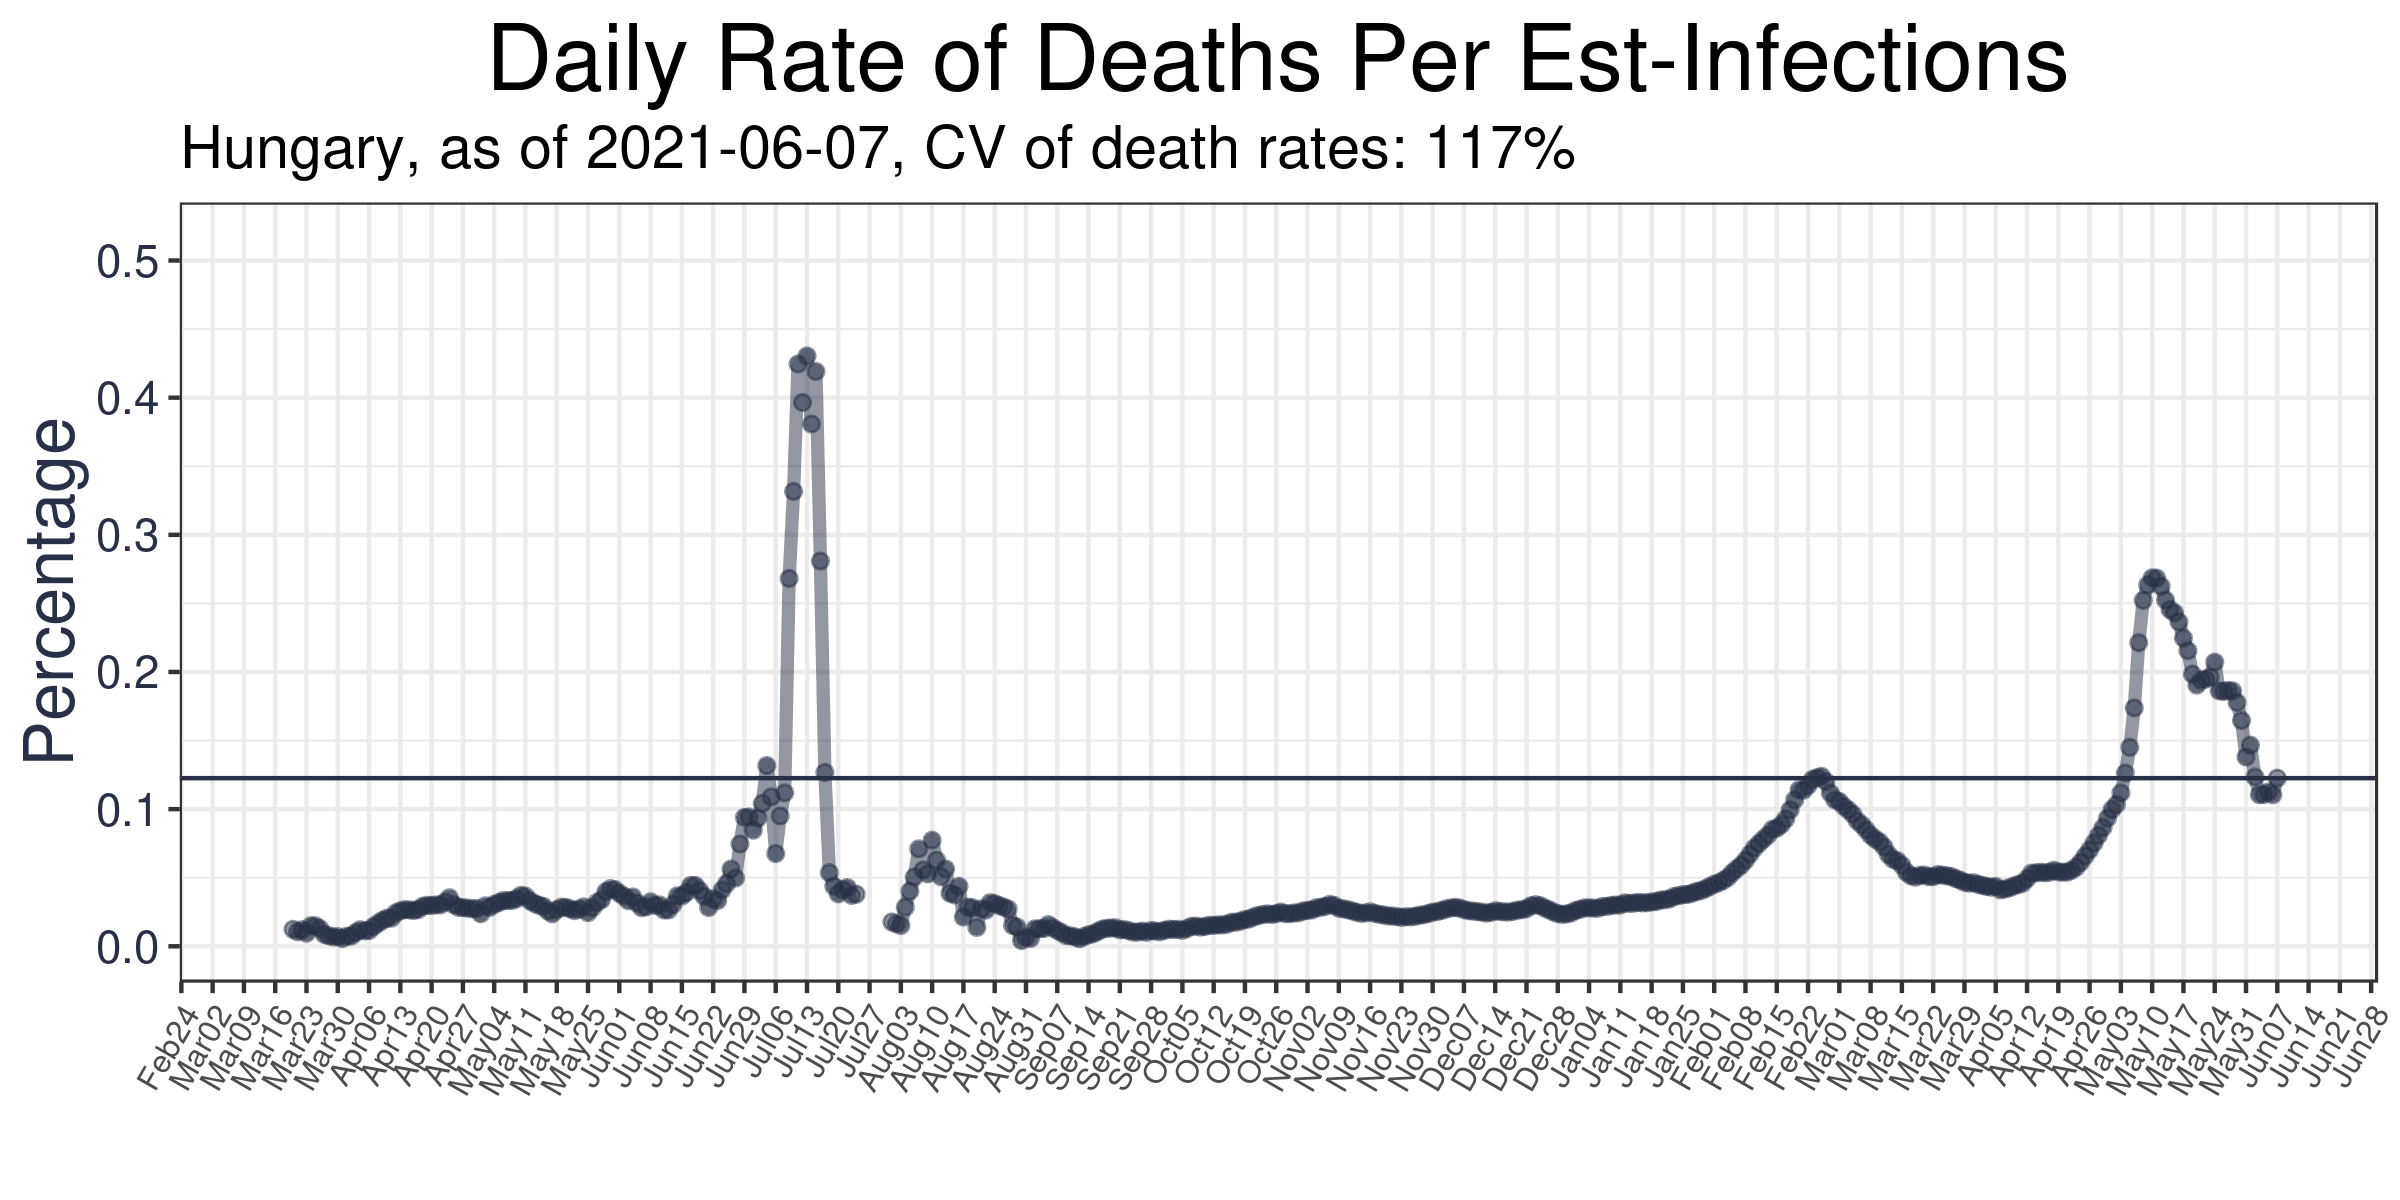 Daily Rate of Deaths Per Est-Infections
Hungary, as of 2021-06-07, CV of death rates: 117%
Percentage
0.5
0.4
0.3
0.2
0.1
0.0
Feb24
Mar02
Mar09
Mar16
Mar23
Mar30
Apr06
Apr13
Apr20
Apr27
May04
May11
May18
May25
Jun01
Jun08
Jun15
Jun22
Jun29
Jul06
Jul13
Jul20
Jul27
Aug03
Aug10
Aug17
Aug24
Aug31
Sep07
Sep14
Sep21
Sep28
Oct05
Oct12
Oct19
Oct26
Nov02
Nov09
Nov16
Nov23
Nov30
Dec07
Dec14
Dec21
Dec28
Jan04
Jan11
Jan18
Jan25
Feb01
Feb08
Feb15
Feb22
Mar01
Mar08
Mar15
Mar22
Mar29
Apr05
Apr12
Apr19
Apr26
May03
May10
May17
May24
May31
Jun07
Jun14
Jun21
Jun28